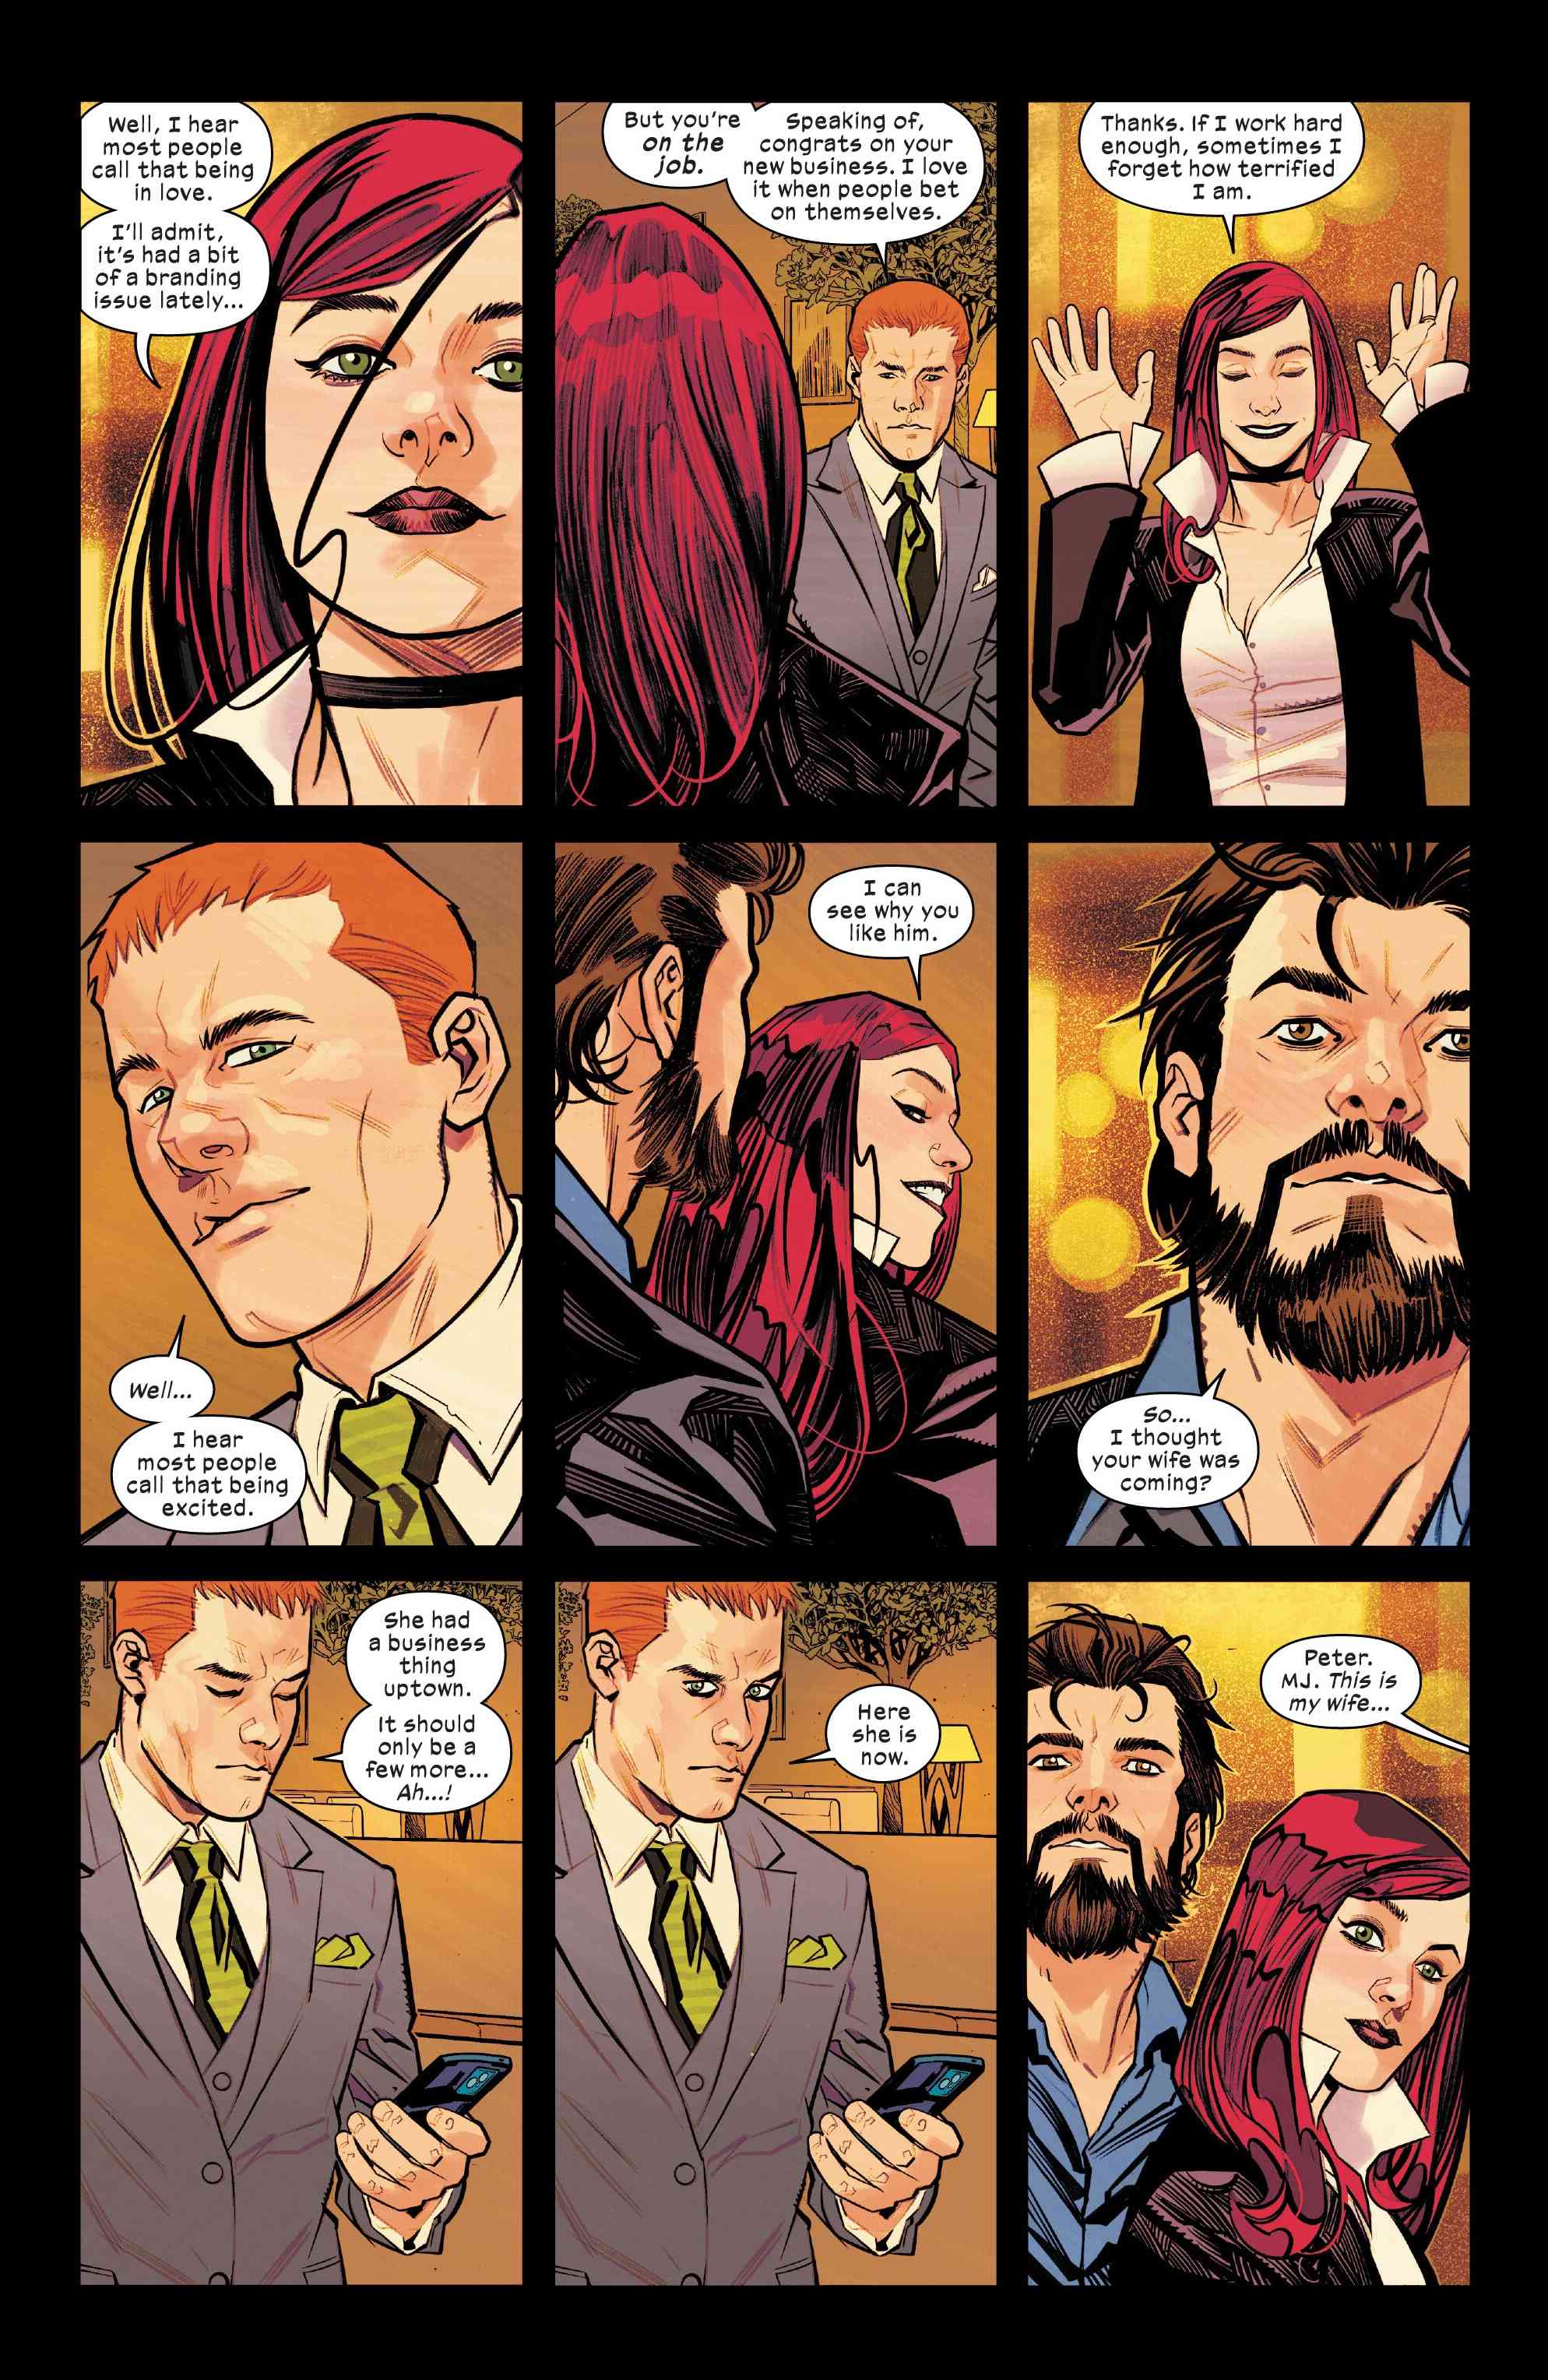 Well, I hear
most people
call that being
in love.
I'll admit,
it's had a bit
of a branding
issue lately...
But you're
on the
job.
Speaking of,
congrats on your
new business. I love
it when people bet
on themselves.
Thanks. If I work hard
enough, sometimes I
forget how terrified
I am.
Well...
I hear
most people
call that being
excited.
I can
see why you
like him.
So...
I thought
your wife was
coming?
She had
a business
thing
uptown.
It should
only be a
few more...
Ah...!
Here
she is
now.
Peter.
MJ. This is
my wife...